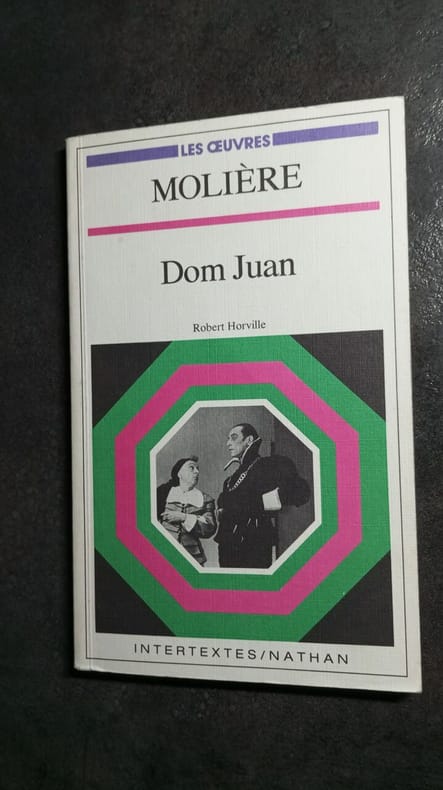 LES ŒUVRES
MOLIÈRE
Dom Juan
Robert Horville
INTERTEXTES/NATHAN